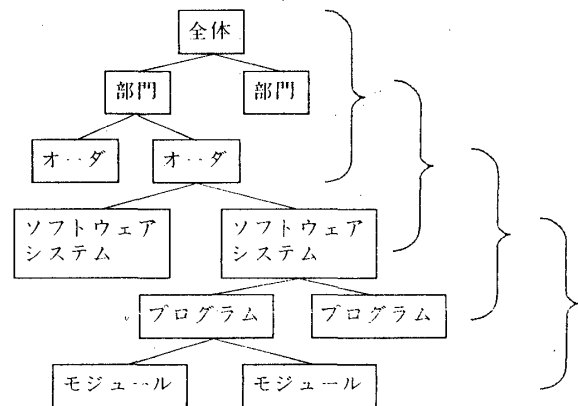 全体
部門
部門
オーダ
オーダ
ソフトウェア
システム
ソフトウェア
システム
プログラム
プログラム
モジュール
モジュール